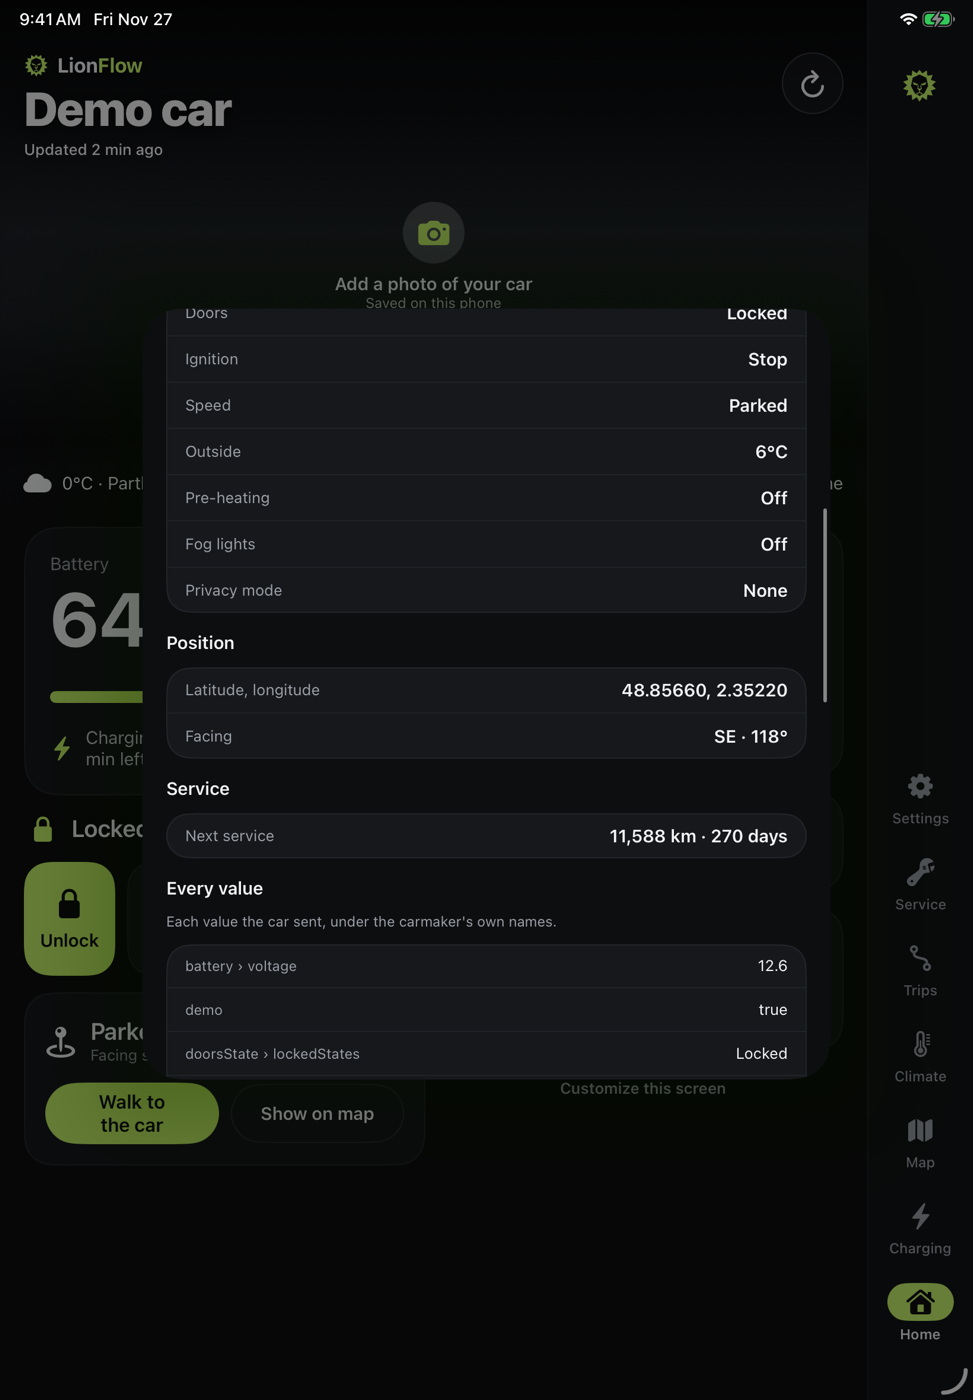 9:41 AM Fri Nov 27
LionFlow
Demo car
Updated 2 min ago
Add a photo of your car
Saved on this phone
Doors Locked
Ignition Stop
Speed Parked
Outside 6°C
Pre-heating Off
Fog lights Off
Privacy mode None
Position
Latitude, longitude 48.85660, 2.35220
Facing SE · 118°
Service
Next service 11,588 km · 270 days
Every value
Each value the car sent, under the carmaker's own names.
battery › voltage 12.6
demo true
doorsState › lockedStates Locked
0°C ·
Battery
64
min left
Unlock
Facing
Walk to
the car
Show on map
Customize this screen
Settings
Service
Trips
Climate
Map
Charging
Home